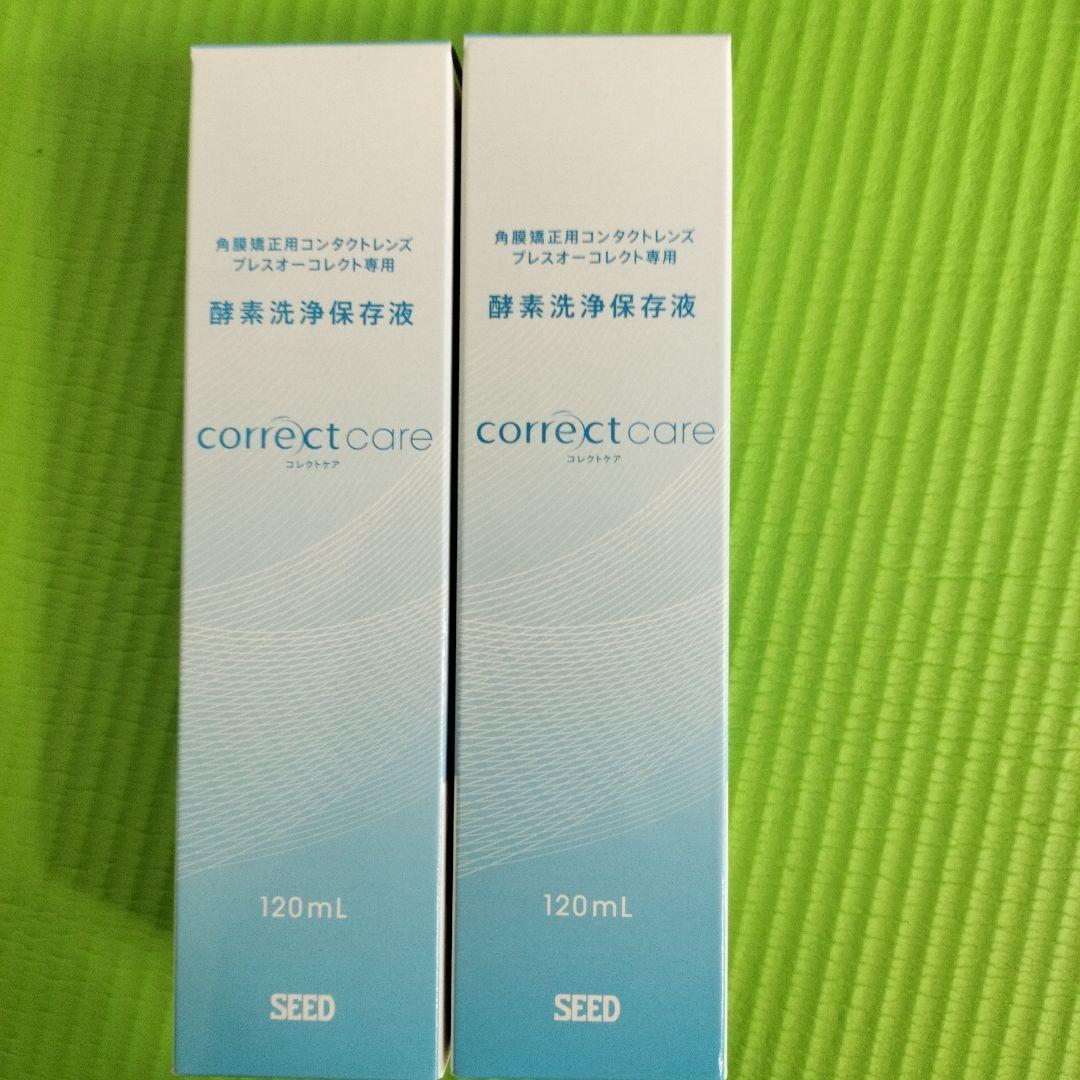 角膜矯正用コンタクトレンズ
ブレスオーコレクト専用
酵素洗浄保存液
correctcare
コレクトケア
120mL
SEED
角膜矯正用コンタクトレンズ
ブレスオーコレクト専用
酵素洗浄保存液
correctcare
コレクトケア
120mL
SEED